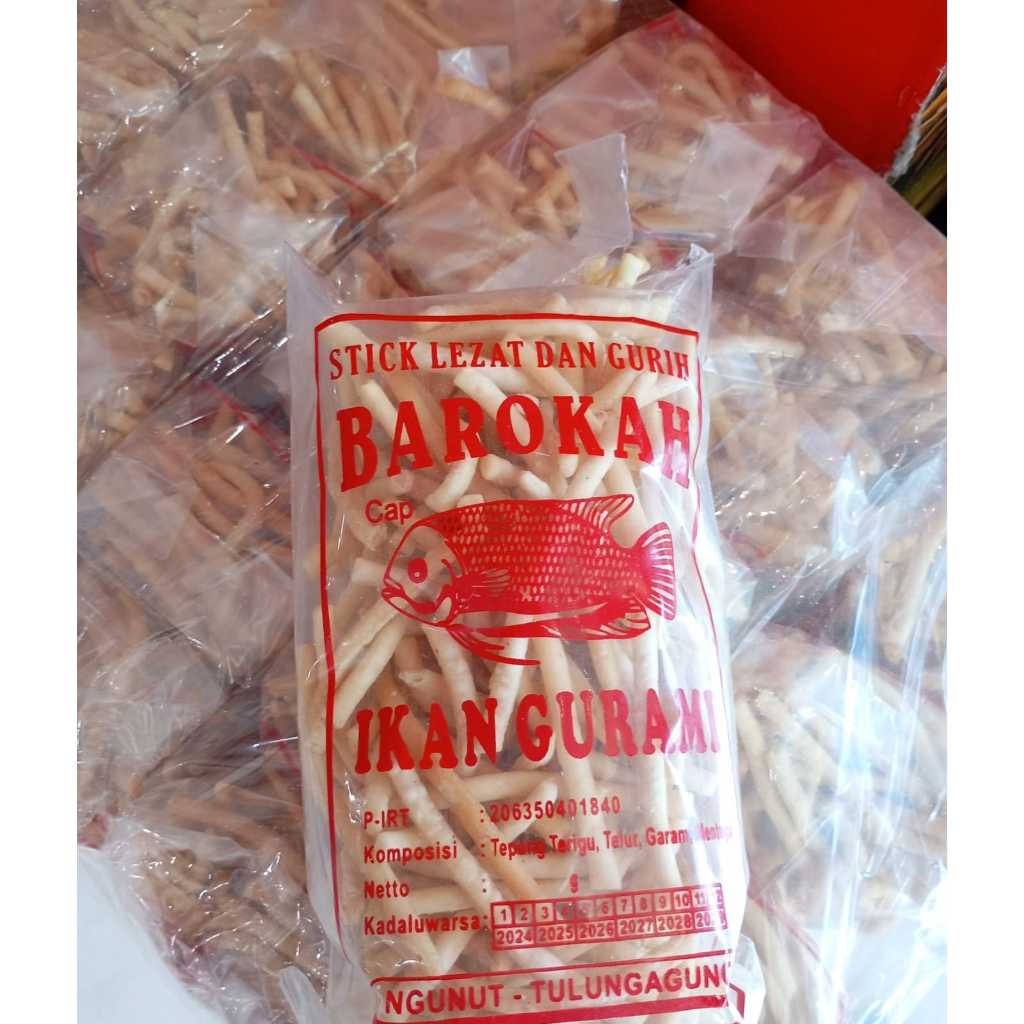 STICK LEZAT DAN GURIH
BAROKAH
Cap
IKAN GURAMI
P-IRT : 206350401840
Komposisi : Tepung Terigu, Telur, Garam,
Netto : g
Kadaluwarsa: 1 2 3 4 5 6 7 8 9 10 11 12
2024 2025 2026 2027 2028
NGUNUT - TULUNGAGUNG